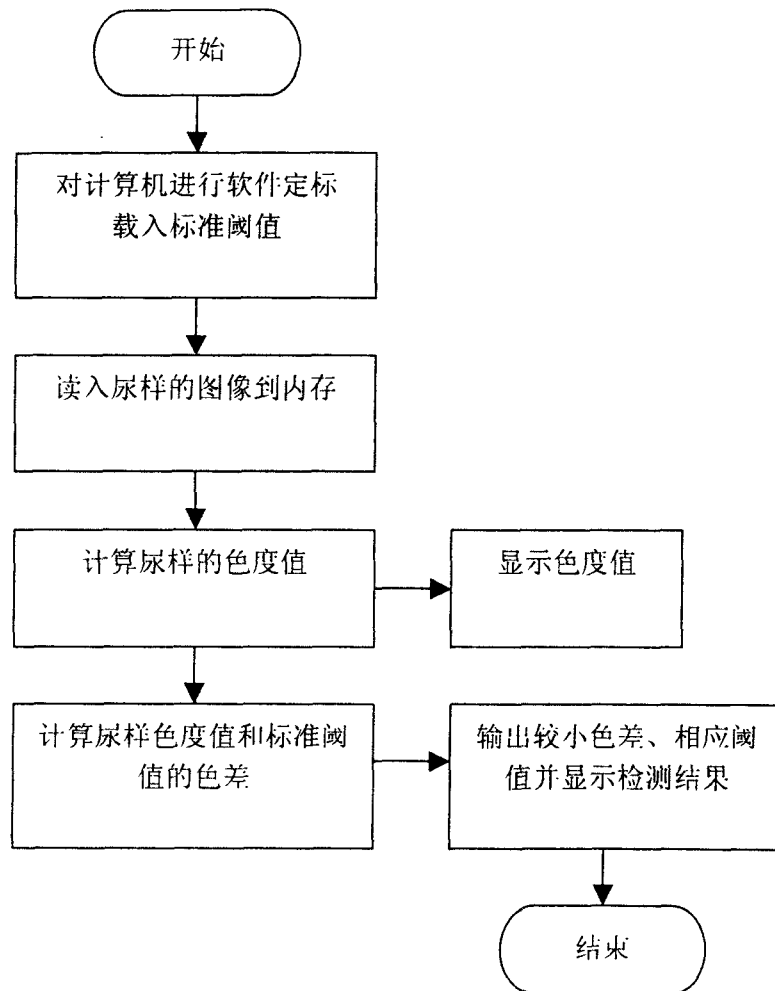 开始
对计算机进行软件定标
载入标准阈值
读入尿样的图像到内存
计算尿样的色度值
显示色度值
计算尿样色度值和标准阈
值的色差
输出较小色差、相应阈
值并显示检测结果
结束